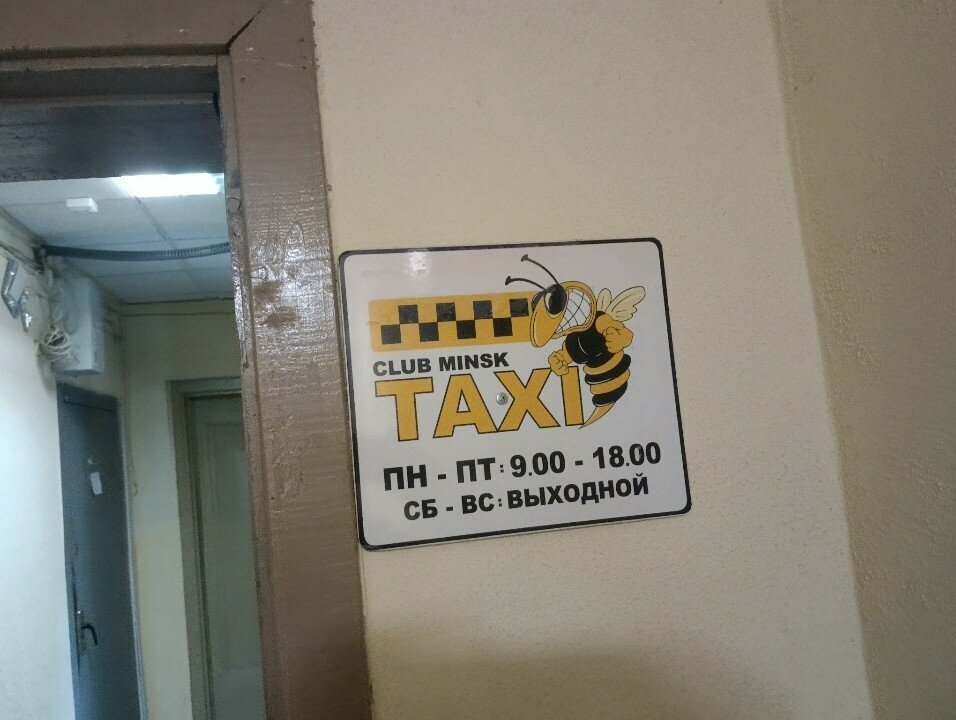 CLUB MINSK
TAXI
ПН - ПТ: 9.00 - 18.00
СБ - ВС: ВЫХОДНОЙ